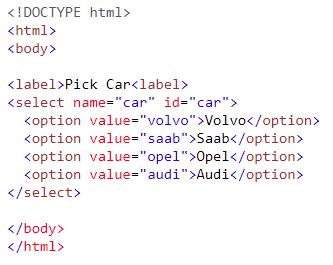 <!DOCTYPE html>
<html>
<body>

<label>Pick Car<label>
<select name="car" id="car">
  <option value="volvo">Volvo</option>
  <option value="saab">Saab</option>
  <option value="opel">Opel</option>
  <option value="audi">Audi</option>
</select>

</body>
</html>